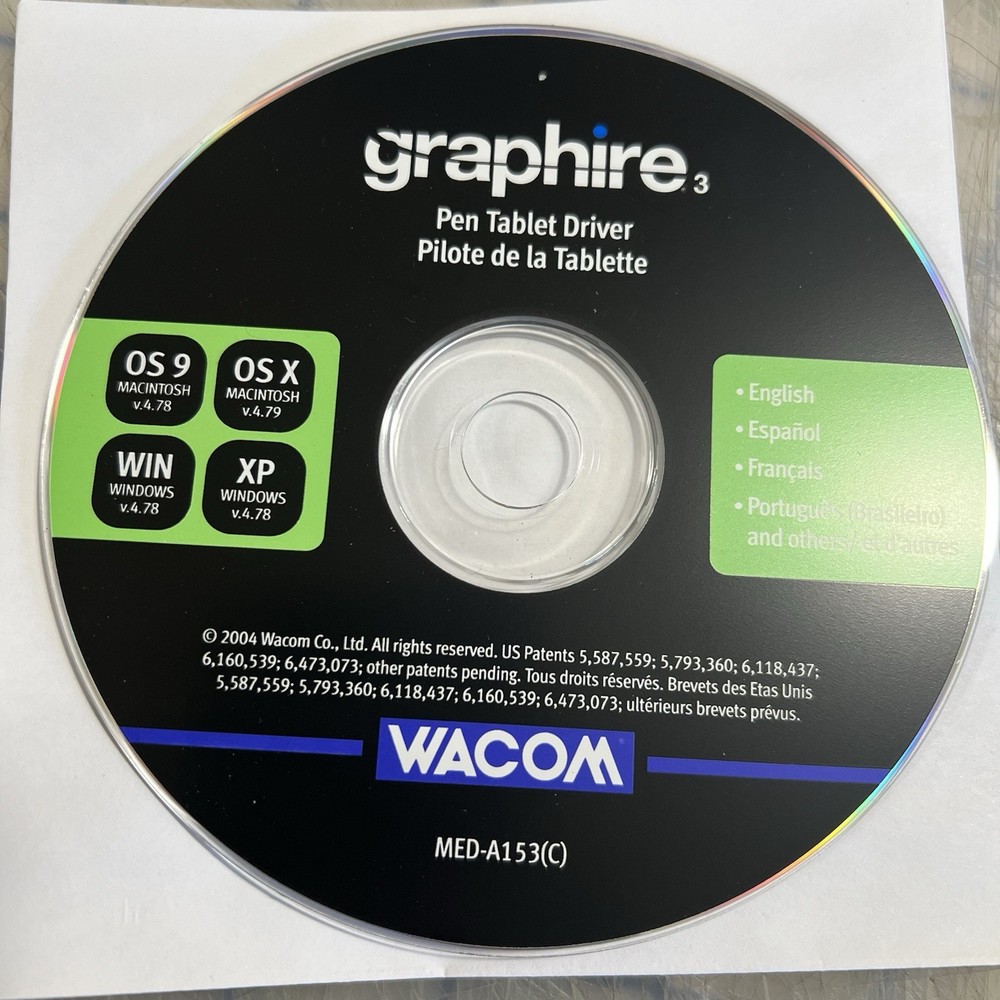 graphire 3
Pen Tablet Driver
Pilote de la Tablette
OS 9
MACINTOSH
v.4.78
OS X
MACINTOSH
v.4.79
WIN
WINDOWS
v.4.78
XP
WINDOWS
v.4.78
• English
• Español
• Français
• Português (Brasileiro)
and others / et d'autres
© 2004 Wacom Co., Ltd. All rights reserved. US Patents 5,587,559; 5,793,360; 6,118,437;
6,160,539; 6,473,073; other patents pending. Tous droits réservés. Brevets des Etas Unis
5,587,559; 5,793,360; 6,118,437; 6,160,539; 6,473,073; ultérieurs brevets prévus.
WACOM
MED-A153(C)